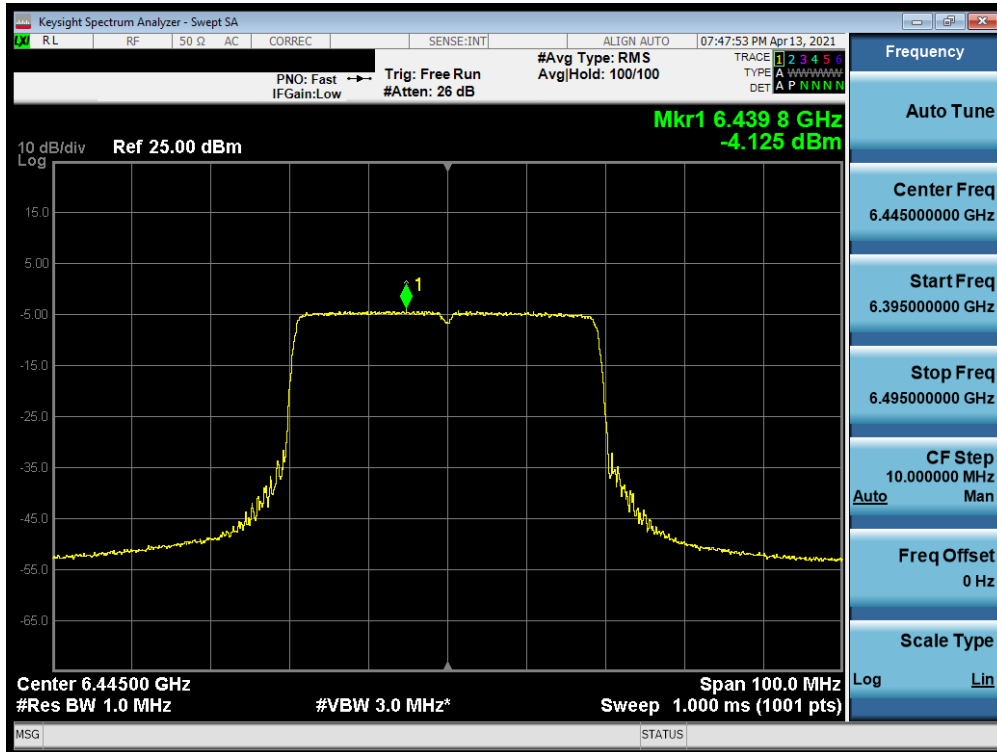 Keysight Spectrum Analyzer - Swept SA
LXI RL RF 50 Ω AC CORREC SENSE:INT ALIGN AUTO 07:47:53 PM Apr 13, 2021
PNO: Fast Trig: Free Run #Avg Type: RMS TRACE 1 2 3 4 5 6
IFGain:Low #Atten: 26 dB Avg|Hold: 100/100 TYPE A WWWWW
DET A P N N N N
Mkr1 6.439 8 GHz
-4.125 dBm
10 dB/div Ref 25.00 dBm
Log
1
15.0
5.00
-5.00
-15.0
-25.0
-35.0
-45.0
-55.0
-65.0
Center 6.44500 GHz Span 100.0 MHz
#Res BW 1.0 MHz #VBW 3.0 MHz* Sweep 1.000 ms (1001 pts)
MSG STATUS
Frequency
Auto Tune
Center Freq
6.445000000 GHz
Start Freq
6.395000000 GHz
Stop Freq
6.495000000 GHz
CF Step
10.000000 MHz
Auto Man
Freq Offset
0 Hz
Scale Type
Log Lin